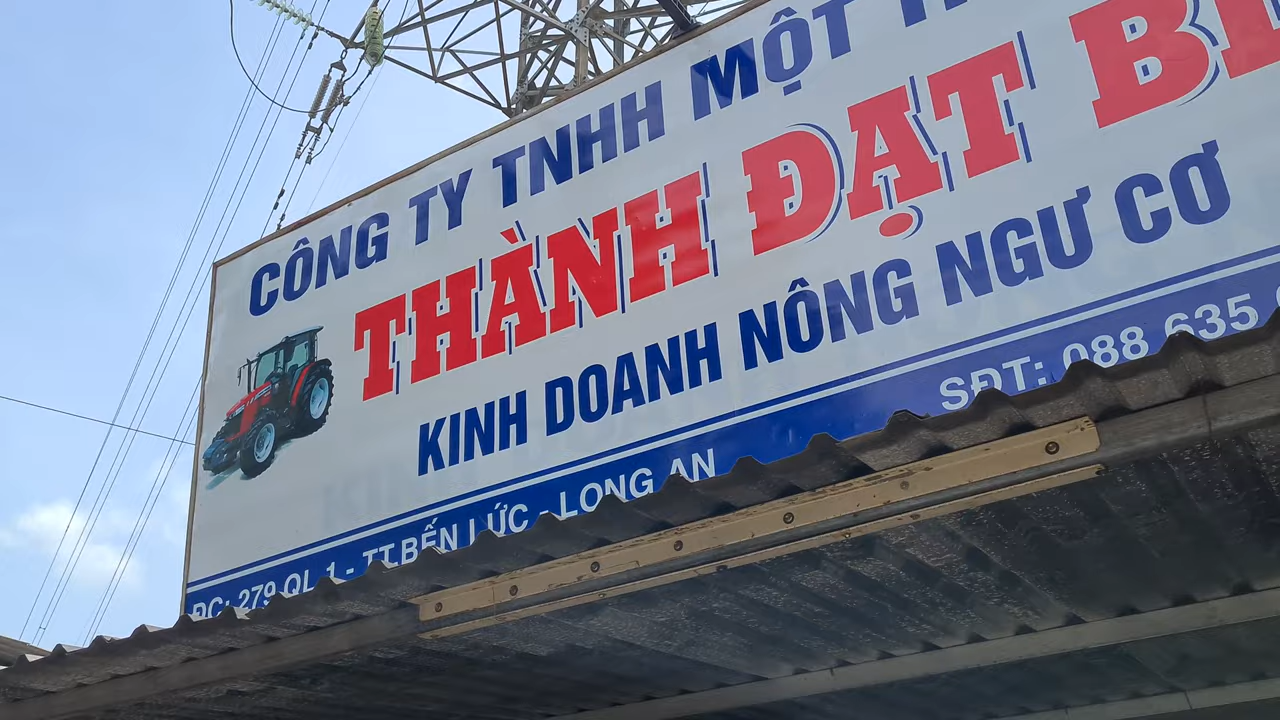 CÔNG TY TNHH MỘT
THÀNH ĐẠT
KINH DOANH NÔNG NGƯ CƠ
ĐC: 279 QL 1 - TT.BẾN LỨC - LONG AN
SĐT: 088 635